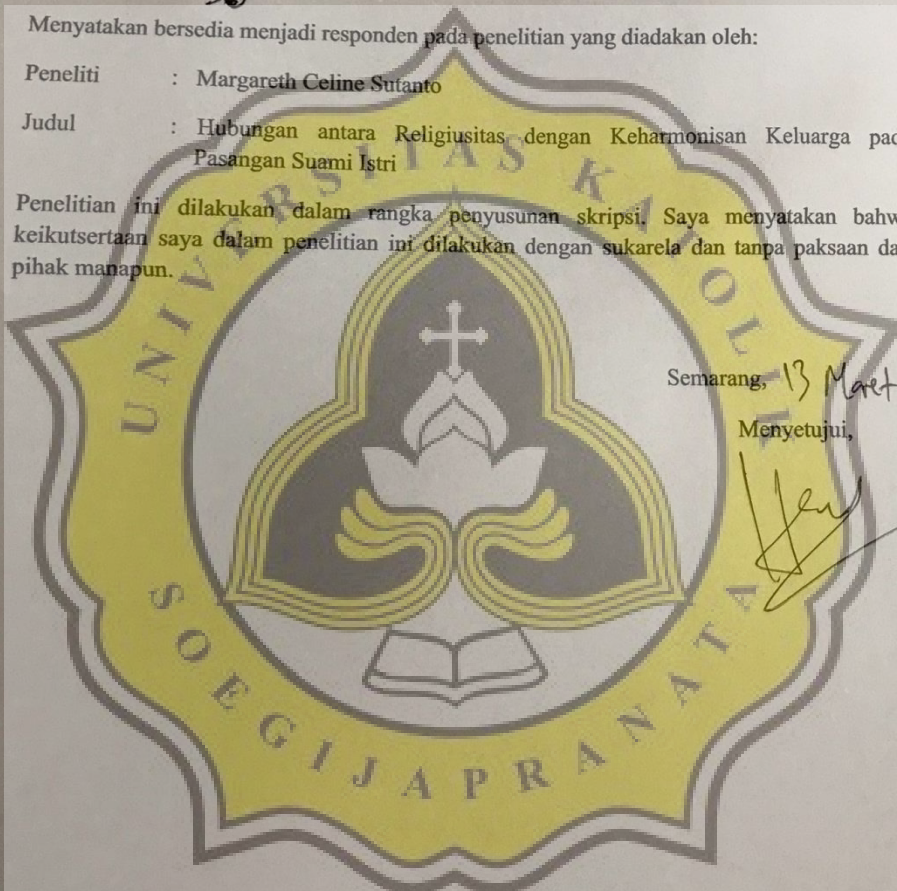 Menyatakan bersedia menjadi responden pada penelitian yang diadakan oleh:
Peneliti : Margareth Celine Sutanto
Judul : Hubungan antara Religiusitas dengan Keharmonisan Keluarga pad
Pasangan Suami Istri
Penelitian ini dilakukan dalam rangka penyusunan skripsi. Saya menyatakan bahw
keikutsertaan saya dalam penelitian ini dilakukan dengan sukarela dan tanpa paksaan da
pihak manapun.
Semarang, 13 Maret
Menyetujui,
UNIVERSITAS KATOLIK
SOEGIJAPRANATA